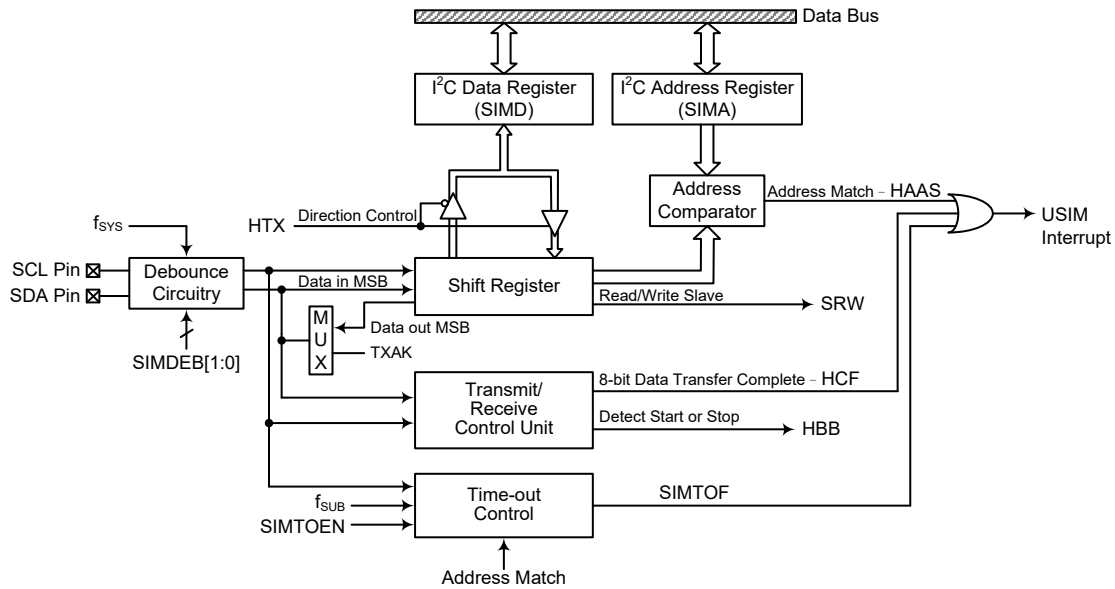 Data Bus
I²C Data Register
(SIMD)
I²C Address Register
(SIMA)
Address
Comparator
Address Match - HAAS
USIM
Interrupt
HTX
Direction Control
fSYS
SCL Pin
SDA Pin
Debounce
Circuitry
SIMDEB[1:0]
Data in MSB
Shift Register
Read/Write Slave
SRW
M
U
X
Data out MSB
TXAK
Transmit/
Receive
Control Unit
8-bit Data Transfer Complete - HCF
Detect Start or Stop
HBB
Time-out
Control
SIMTOF
fSUB
SIMTOEN
Address Match